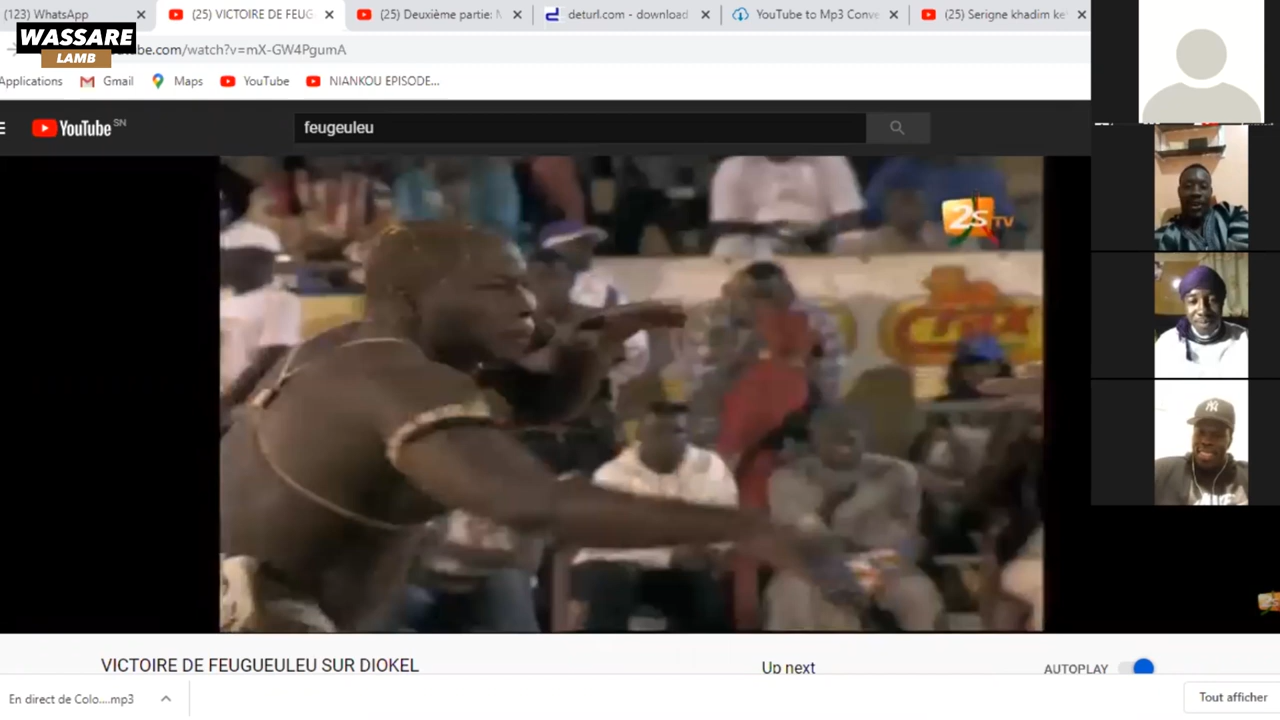 (123) WhatsApp
(25) VICTOIRE DE FEUG
(25) Deuxième partie:
deturl.com - download
YouTube to Mp3 Conve
(25) Serigne khadim ke
WASSARE
LAMB
tube.com/watch?v=mX-GW4PgumA
Applications
Gmail
Maps
YouTube
NIANKOU EPISODE...
YouTube SN
feugeuleu
2s TV
VICTOIRE DE FEUGUEULEU SUR DIOKEL
Up next
AUTOPLAY
En direct de Colo....mp3
Tout afficher